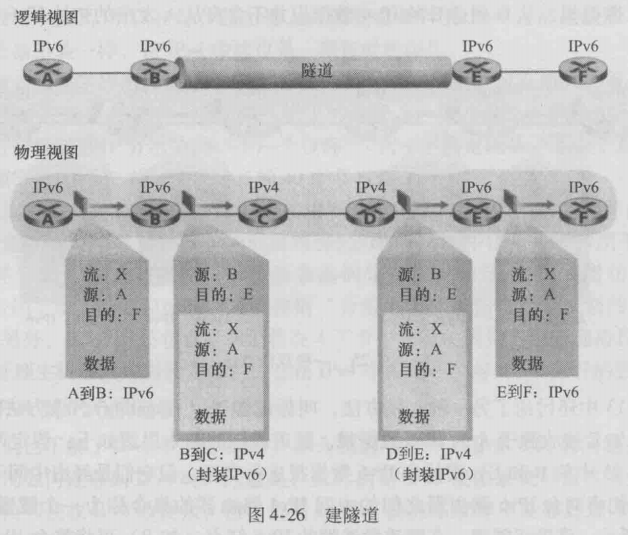 逻辑视图
IPv6 IPv6 IPv6 IPv6
A B 隧道 E F
物理视图
IPv6 IPv6 IPv4 IPv4 IPv6 IPv6
A B C D E F
流：X
源：A
目的：F
数据
A到B：IPv6
源：B
目的：E
流：X
源：A
目的：F
数据
B到C：IPv4
（封装IPv6）
源：B
目的：E
流：X
源：A
目的：F
数据
D到E：IPv4
（封装IPv6）
流：X
源：A
目的：F
数据
E到F：IPv6
图 4-26 建隧道